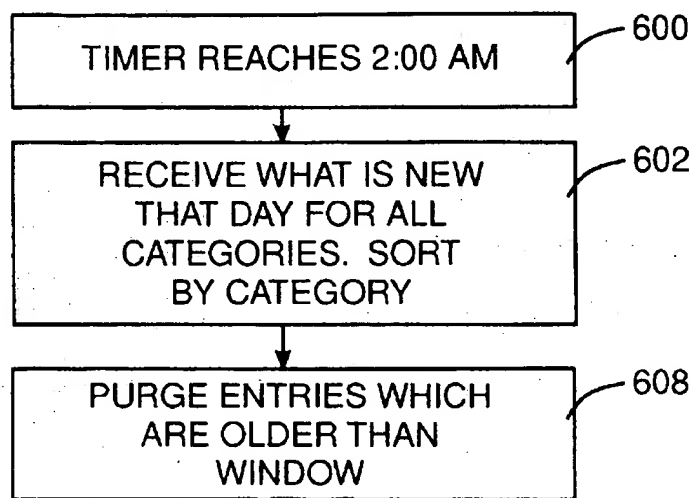 TIMER REACHES 2:00 AM
600
RECEIVE WHAT IS NEW
THAT DAY FOR ALL
CATEGORIES. SORT
BY CATEGORY
602
PURGE ENTRIES WHICH
ARE OLDER THAN
WINDOW
608